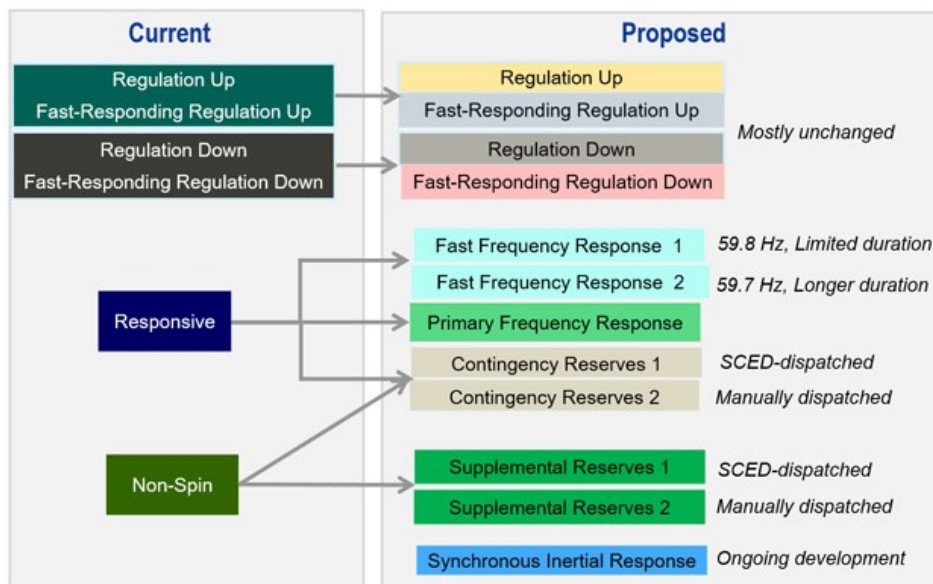 Current
Proposed
Regulation Up
Fast-Responding Regulation Up
Regulation Down
Fast-Responding Regulation Down
Regulation Up
Fast-Responding Regulation Up
Regulation Down
Fast-Responding Regulation Down
Mostly unchanged
Responsive
Non-Spin
Fast Frequency Response 1
59.8 Hz, Limited duration
Fast Frequency Response 2
59.7 Hz, Longer duration
Primary Frequency Response
Contingency Reserves 1
SCED-dispatched
Contingency Reserves 2
Manually dispatched
Supplemental Reserves 1
SCED-dispatched
Supplemental Reserves 2
Manually dispatched
Synchronous Inertial Response
Ongoing development